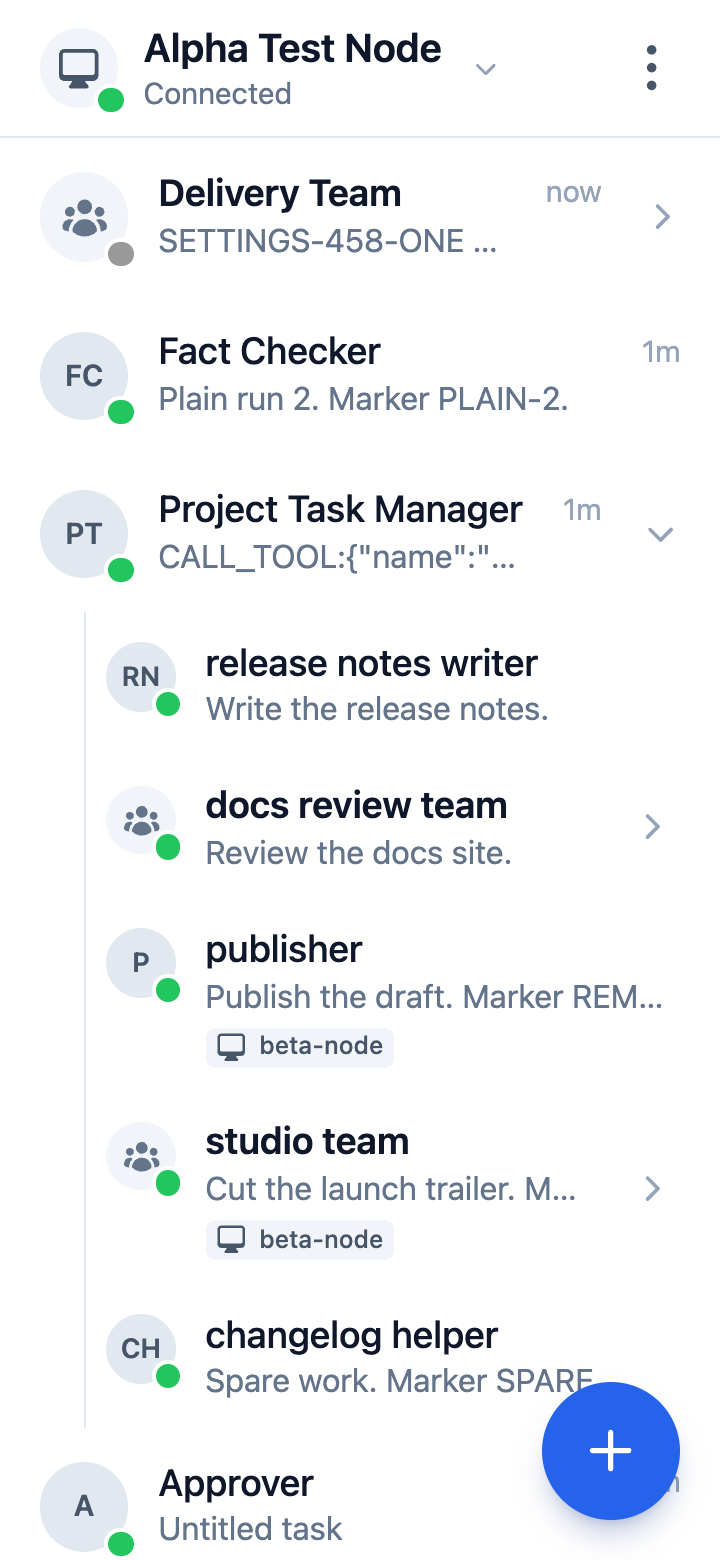 Alpha Test Node
Connected
Delivery Team
now
SETTINGS-458-ONE ...
FC
Fact Checker
1m
Plain run 2. Marker PLAIN-2.
PT
Project Task Manager
1m
CALL_TOOL:{"name":"...
RN
release notes writer
Write the release notes.
docs review team
Review the docs site.
P
publisher
Publish the draft. Marker REM...
beta-node
studio team
Cut the launch trailer. M...
beta-node
CH
changelog helper
Spare work. Marker SPARE
A
Approver
Untitled task